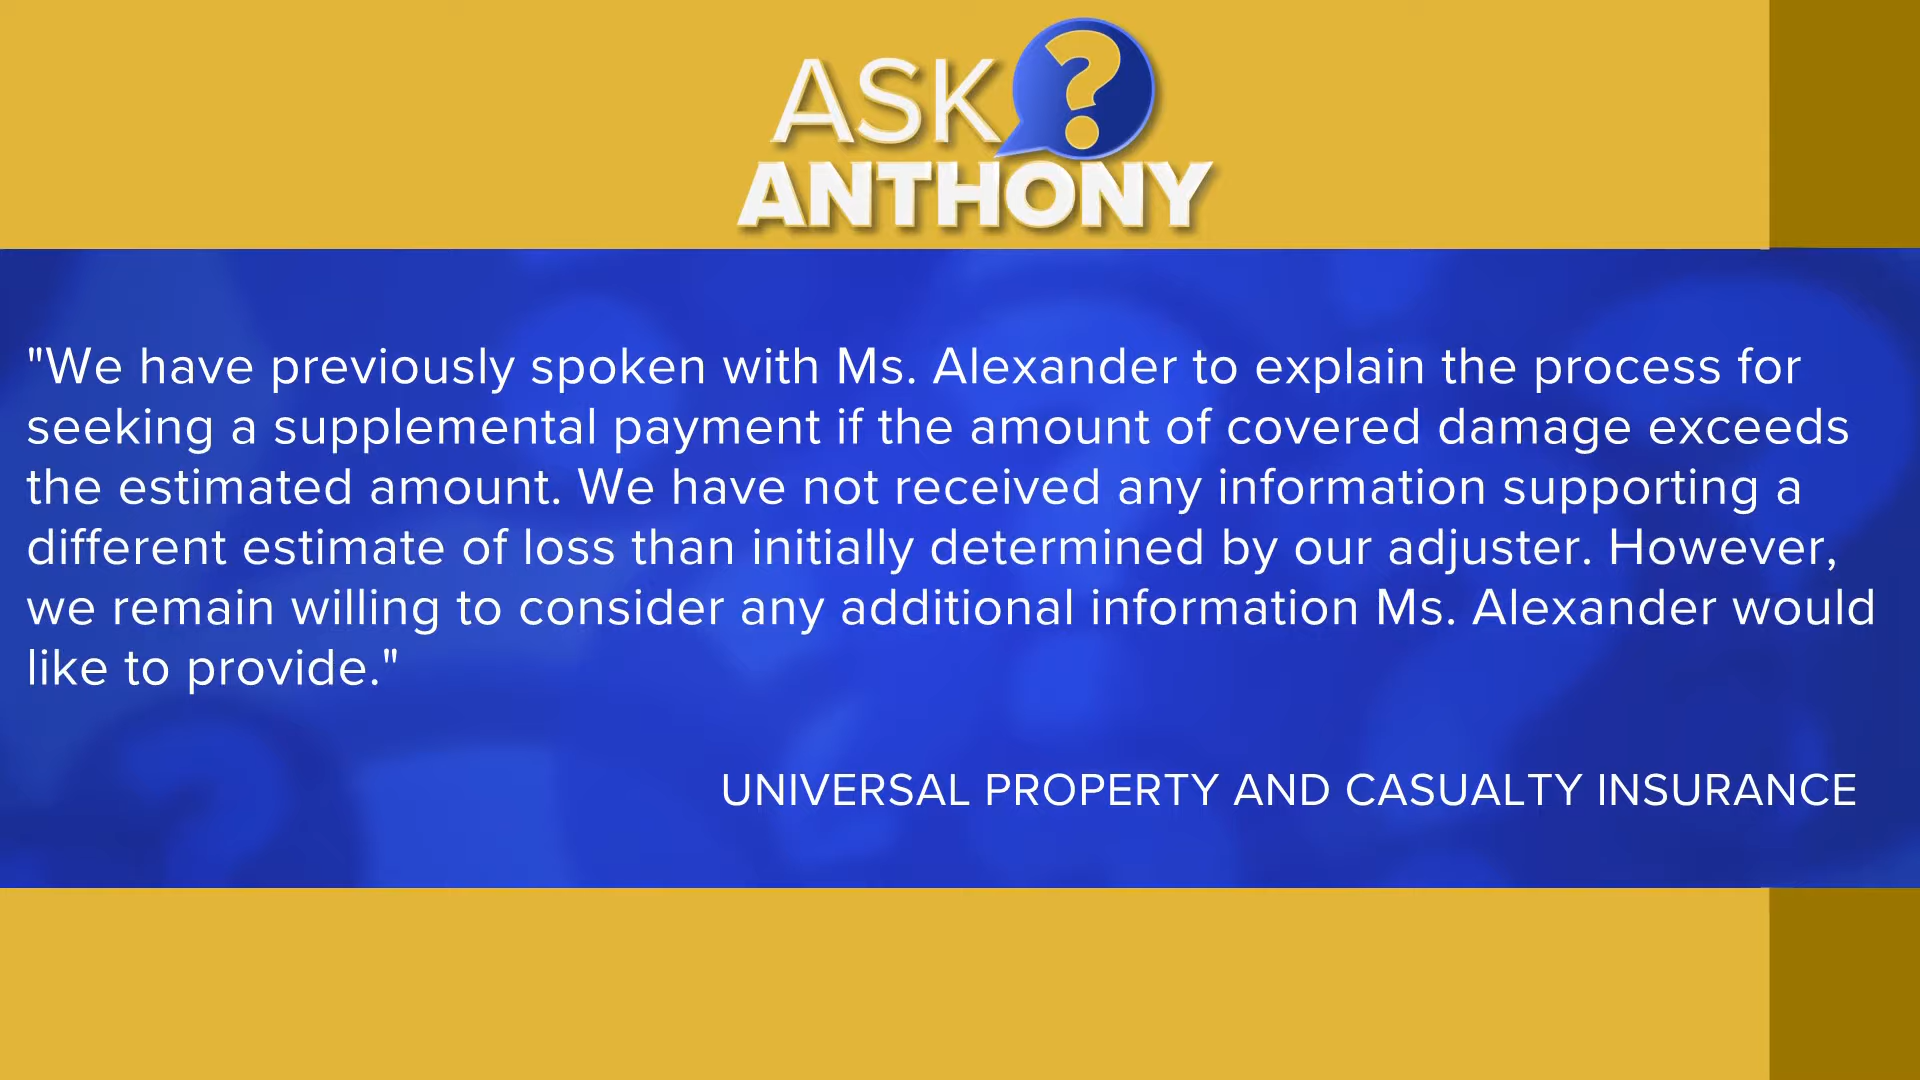 ASK ?
ANTHONY
"We have previously spoken with Ms. Alexander to explain the process for
seeking a supplemental payment if the amount of covered damage exceeds
the estimated amount. We have not received any information supporting a
different estimate of loss than initially determined by our adjuster. However,
we remain willing to consider any additional information Ms. Alexander would
like to provide."
UNIVERSAL PROPERTY AND CASUALTY INSURANCE